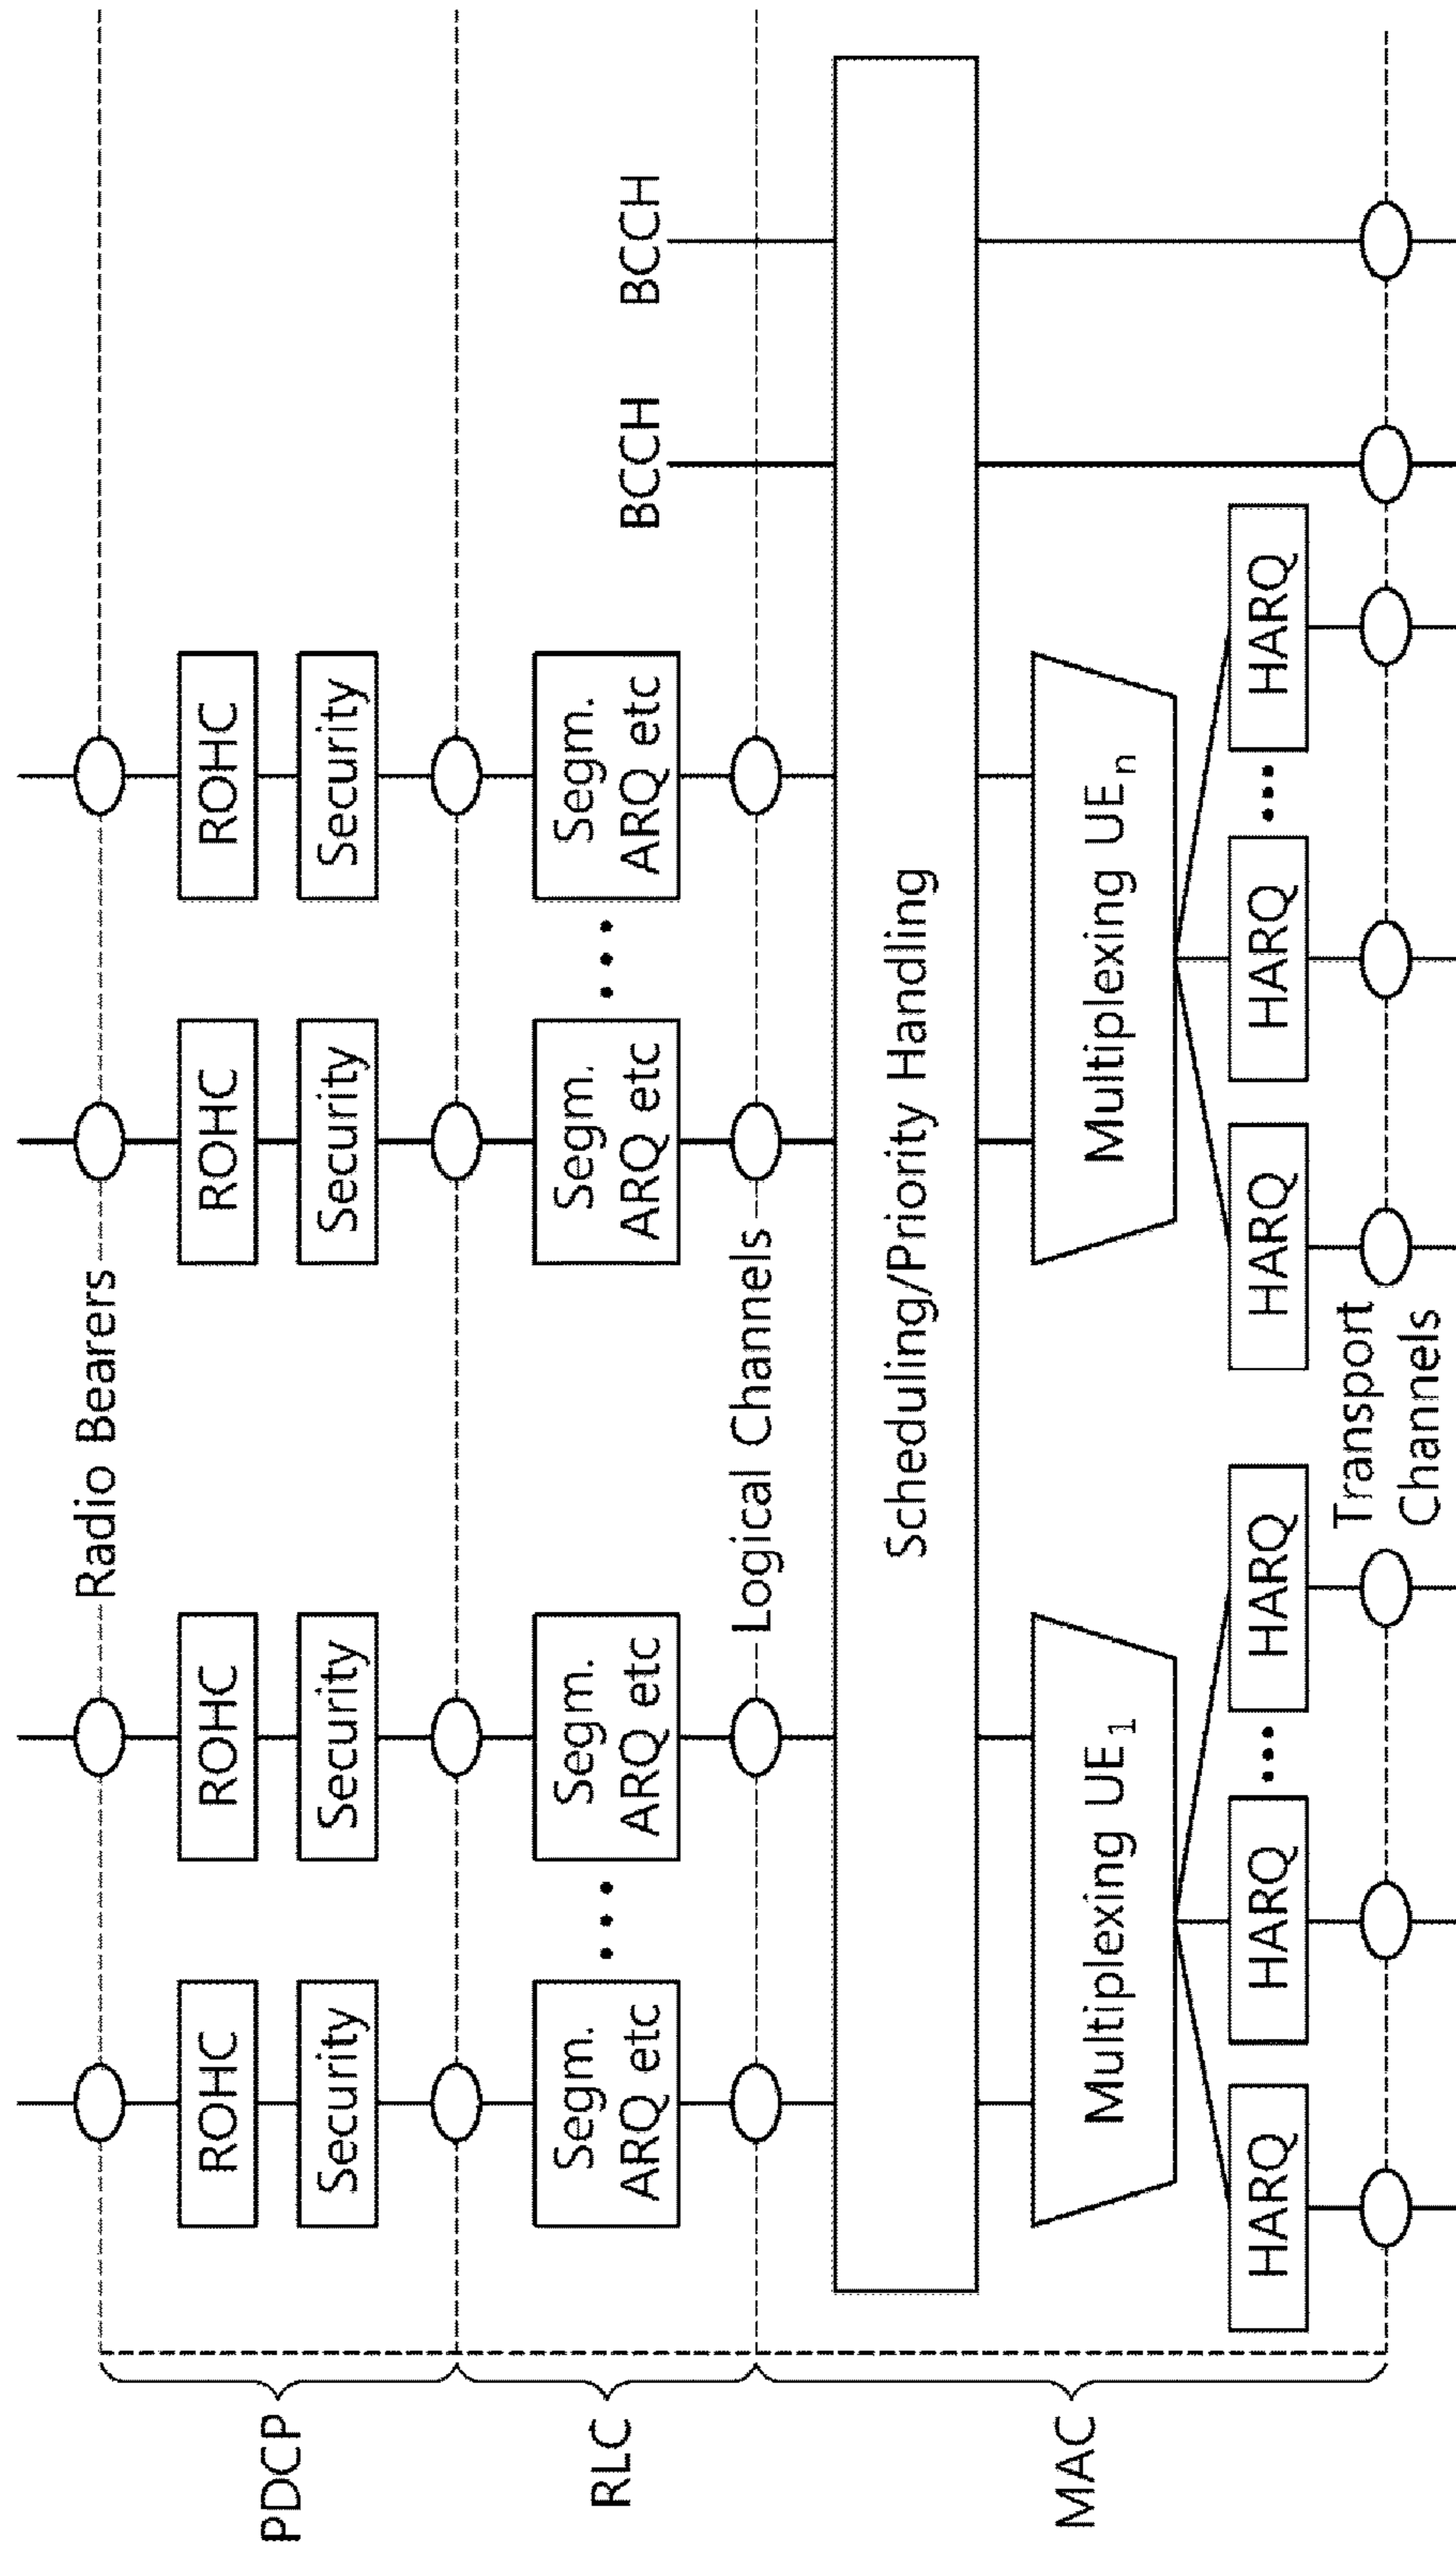 Radio Bearers
PDCP
ROHC
ROHC
ROHC
ROHC
Security
Security
Security
Security
RLC
Segm.
ARQ etc
Segm.
ARQ etc
Segm.
ARQ etc
Segm.
ARQ etc
BCCH
BCCH
Logical Channels
MAC
Scheduling/Priority Handling
Multiplexing UE1
Multiplexing UEn
HARQ
HARQ
HARQ
HARQ
HARQ
HARQ
Transport
Channels